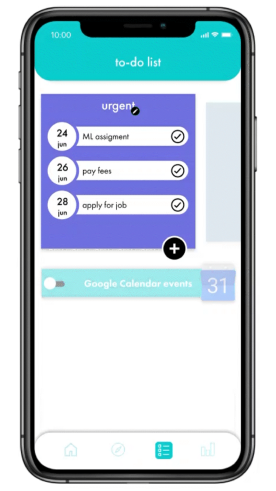 10:00
to-do list
urgent
24
jun
ML assigment
26
jun
pay fees
28
jun
apply for job
Google Calendar events
31